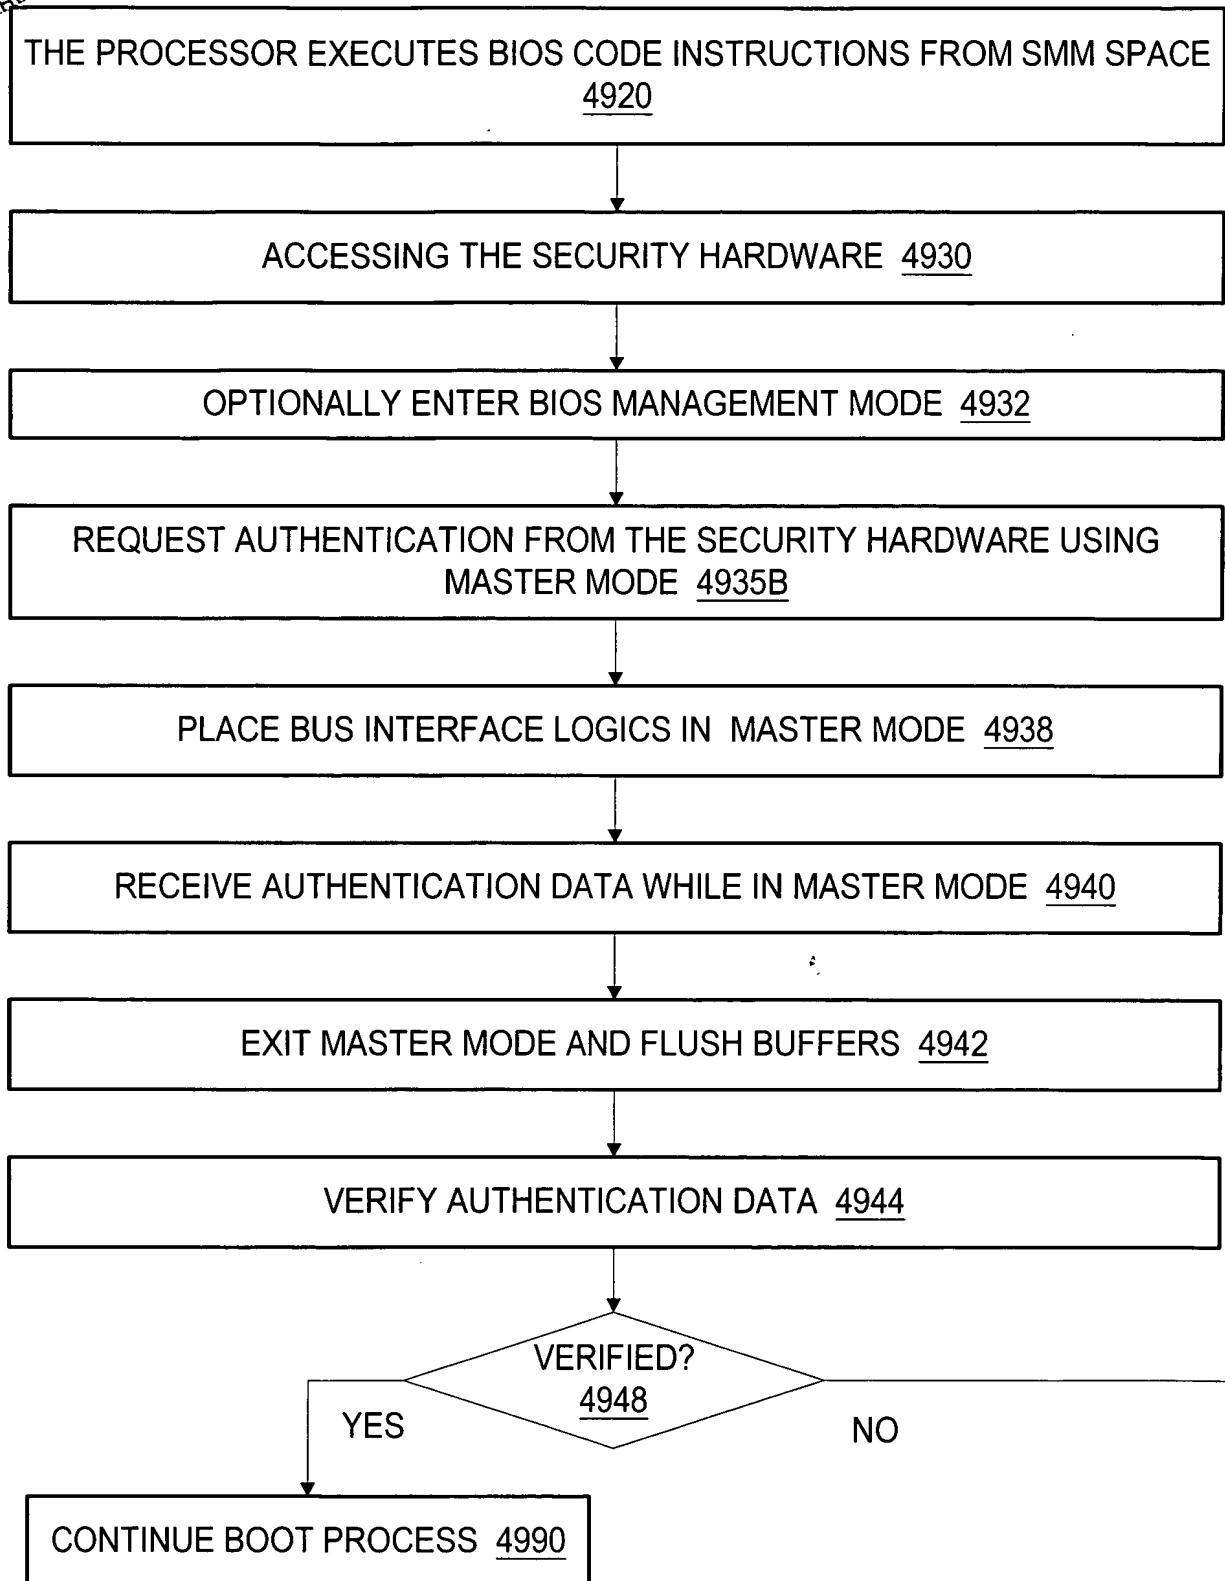 THE PROCESSOR EXECUTES BIOS CODE INSTRUCTIONS FROM SMM SPACE
4920
ACCESSING THE SECURITY HARDWARE 4930
OPTIONALLY ENTER BIOS MANAGEMENT MODE 4932
REQUEST AUTHENTICATION FROM THE SECURITY HARDWARE USING
MASTER MODE 4935B
PLACE BUS INTERFACE LOGICS IN MASTER MODE 4938
RECEIVE AUTHENTICATION DATA WHILE IN MASTER MODE 4940
EXIT MASTER MODE AND FLUSH BUFFERS 4942
VERIFY AUTHENTICATION DATA 4944
VERIFIED?
4948
YES
NO
CONTINUE BOOT PROCESS 4990